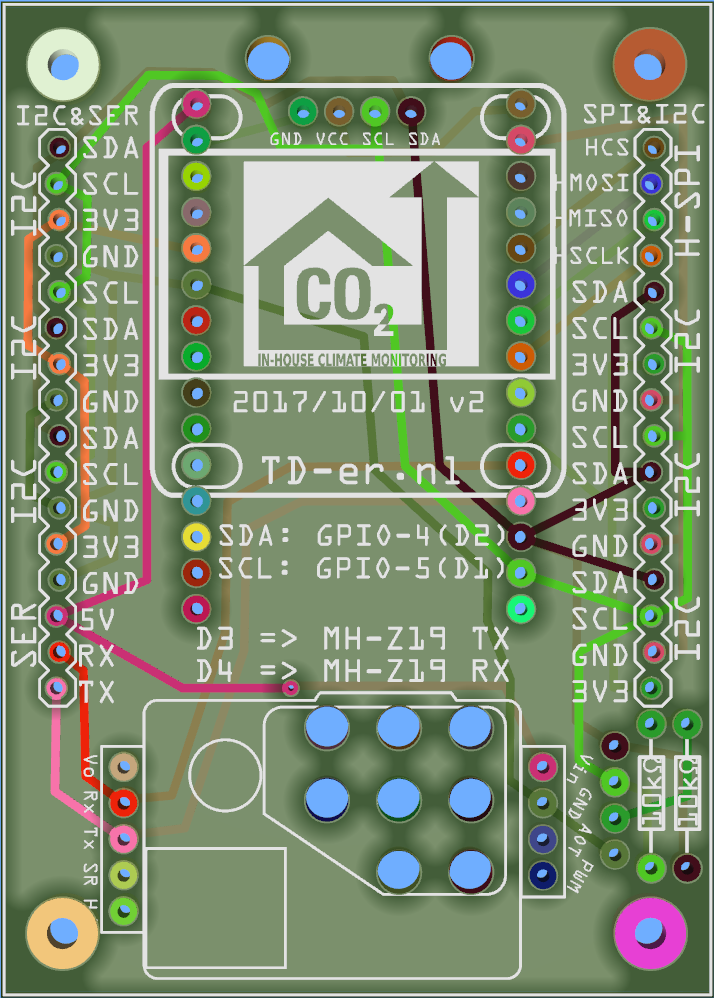 I2C&SER
SDA
SCL
3V3
GND
SCL
SDA
3V3
GND
SDA
SCL
GND
3V3
GND
5V
RX
TX
I2C
I2C
I2C
SER
GND VCC SCL SDA
CO2
IN-HOUSE CLIMATE MONITORING
2017/10/01 v2
TD-er.nl
SDA: GPIO-4(D2)
SCL: GPIO-5(D1)
D3 => MH-Z19 TX
D4 => MH-Z19 RX
SPI&I2C
HCS
HMOSI
HMISO
HSCLK
SDA
SCL
3V3
GND
SCL
SDA
3V3
GND
SDA
SCL
GND
3V3
H-SPI
I2C
I2C
I2C
Vo
Rx
Tx
SR
H
Vin
GND
AOT
PWM
10kΩ
10kΩ